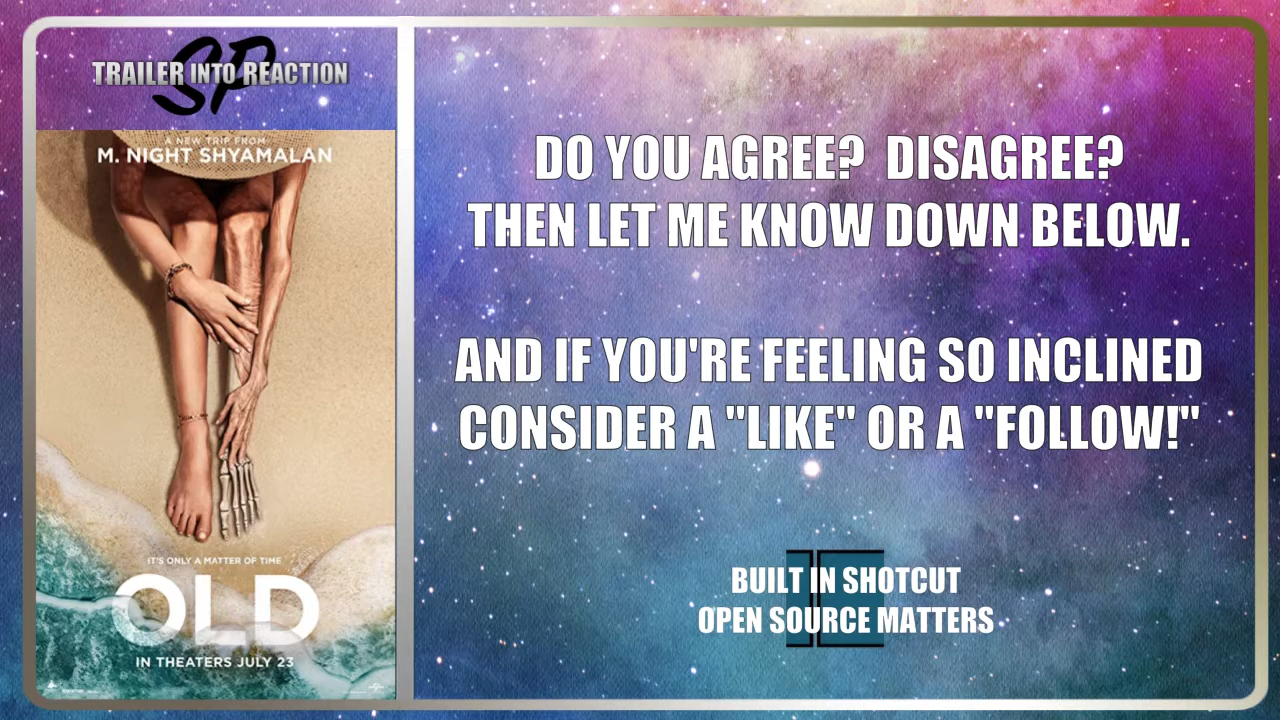 SP
TRAILER INTO REACTION
A NEW TRIP FROM
M. NIGHT SHYAMALAN
IT'S ONLY A MATTER OF TIME
OLD
IN THEATERS JULY 23
DO YOU AGREE?  DISAGREE?
THEN LET ME KNOW DOWN BELOW.
AND IF YOU'RE FEELING SO INCLINED
CONSIDER A "LIKE" OR A "FOLLOW!"
BUILT IN SHOTCUT
OPEN SOURCE MATTERS